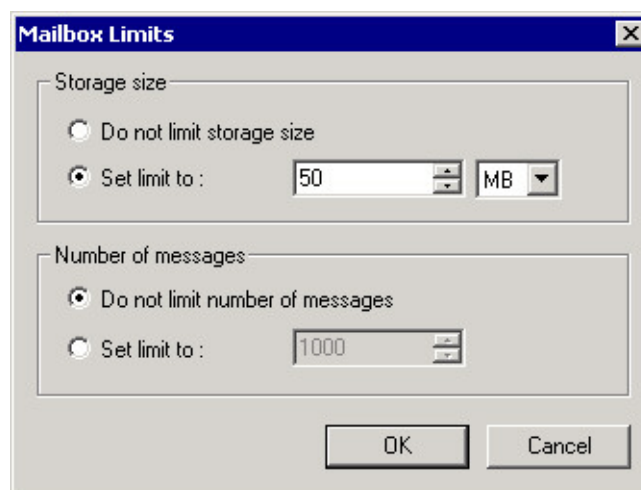 Mailbox Limits
Storage size
Do not limit storage size
Set limit to : 50 MB
Number of messages
Do not limit number of messages
Set limit to : 1000
OK Cancel